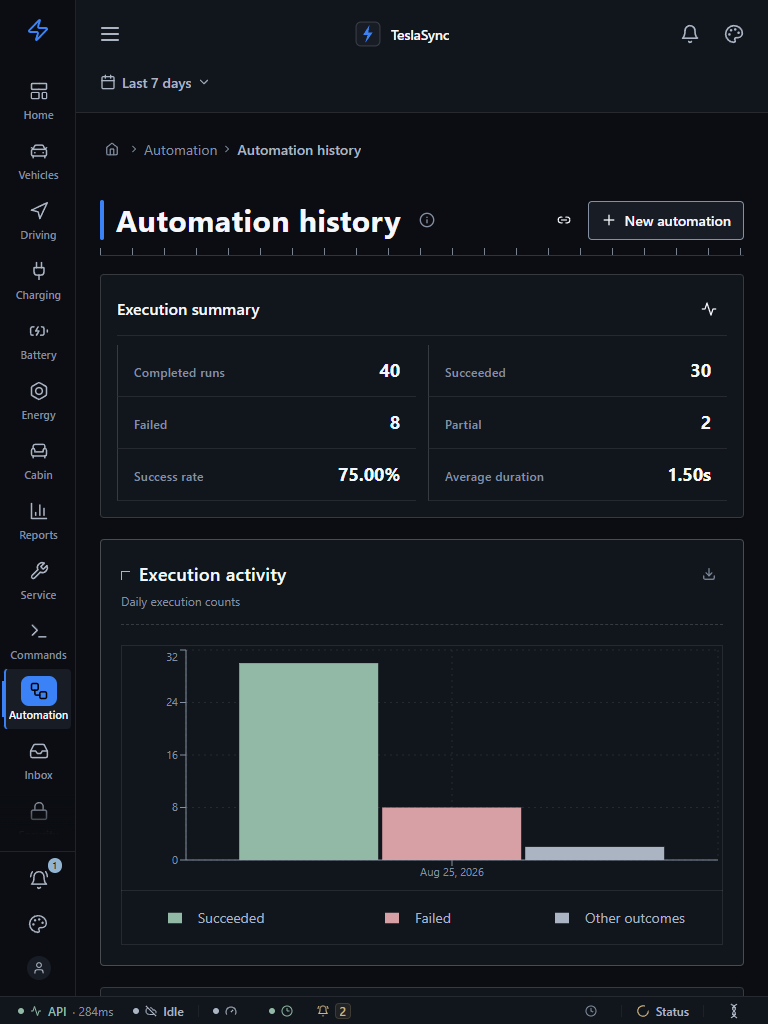 TeslaSync
Last 7 days
Home
Vehicles
Driving
Charging
Battery
Energy
Cabin
Reports
Service
Commands
Automation
Inbox
1
Automation
Automation history
Automation history
New automation
Execution summary
Completed runs 40
Succeeded 30
Failed 8
Partial 2
Success rate 75.00%
Average duration 1.50s
Execution activity
Daily execution counts
32
24
16
8
0
Aug 25, 2026
Succeeded
Failed
Other outcomes
API · 284ms
Idle
2
Status